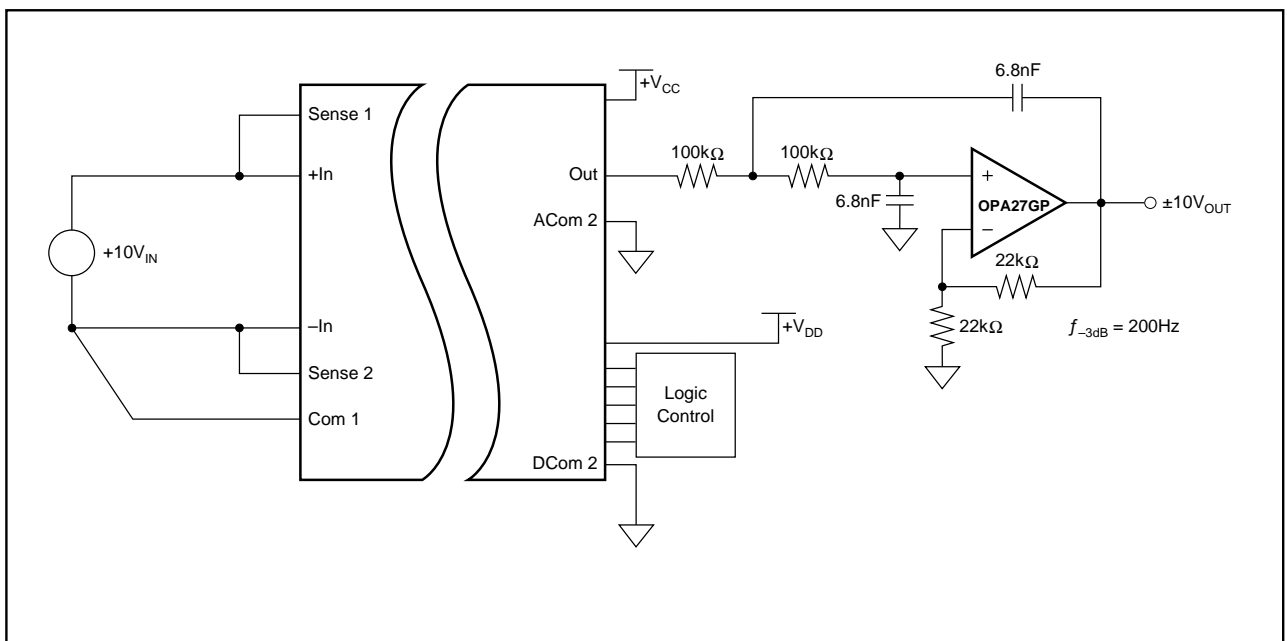 Sense 1
+In
+10V_IN
–In
Sense 2
Com 1
+V_CC
Out
ACom 2
+V_DD
Logic
Control
DCom 2
100kΩ
100kΩ
6.8nF
6.8nF
+
OPA27GP
–
±10V_OUT
22kΩ
22kΩ
f_–3dB = 200Hz